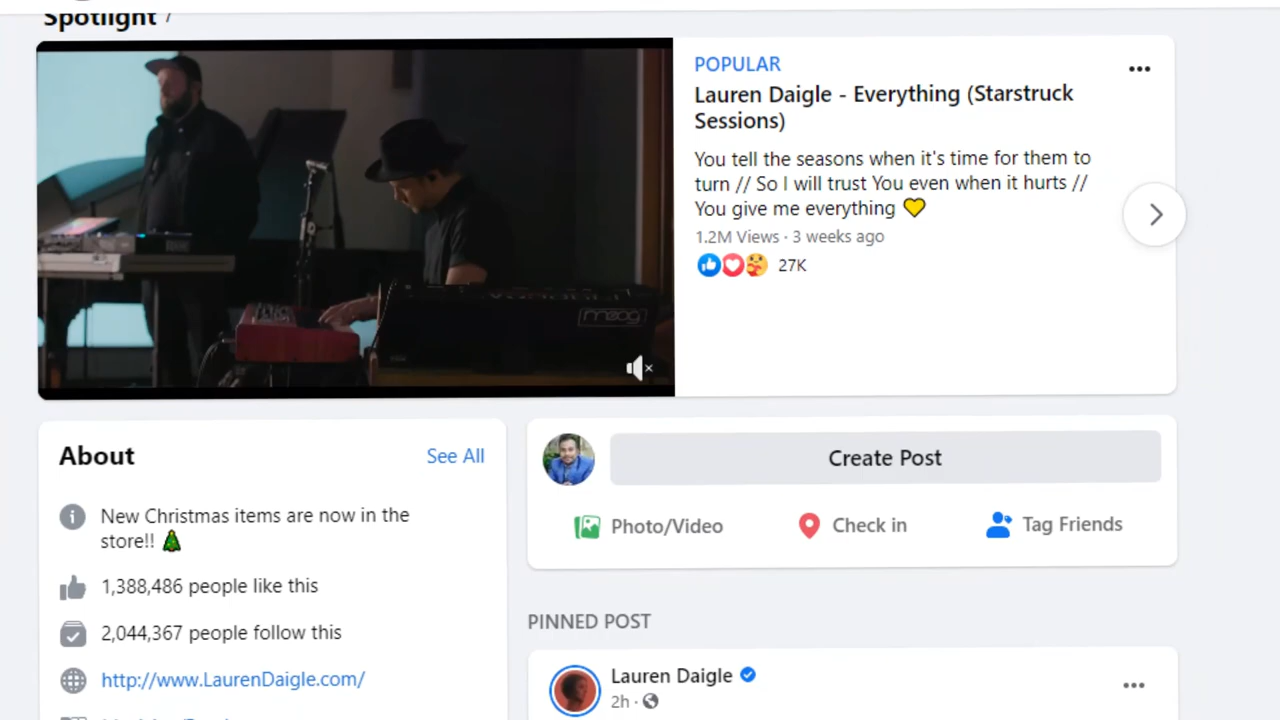 Spotlight
POPULAR
Lauren Daigle - Everything (Starstruck
Sessions)
You tell the seasons when it's time for them to
turn // So I will trust You even when it hurts //
You give me everything 💛
1.2M Views · 3 weeks ago
27K
moog
About
See All
New Christmas items are now in the
store!! 🎄
1,388,486 people like this
2,044,367 people follow this
http://www.LaurenDaigle.com/
Create Post
Photo/Video
Check in
Tag Friends
PINNED POST
Lauren Daigle
2h ·